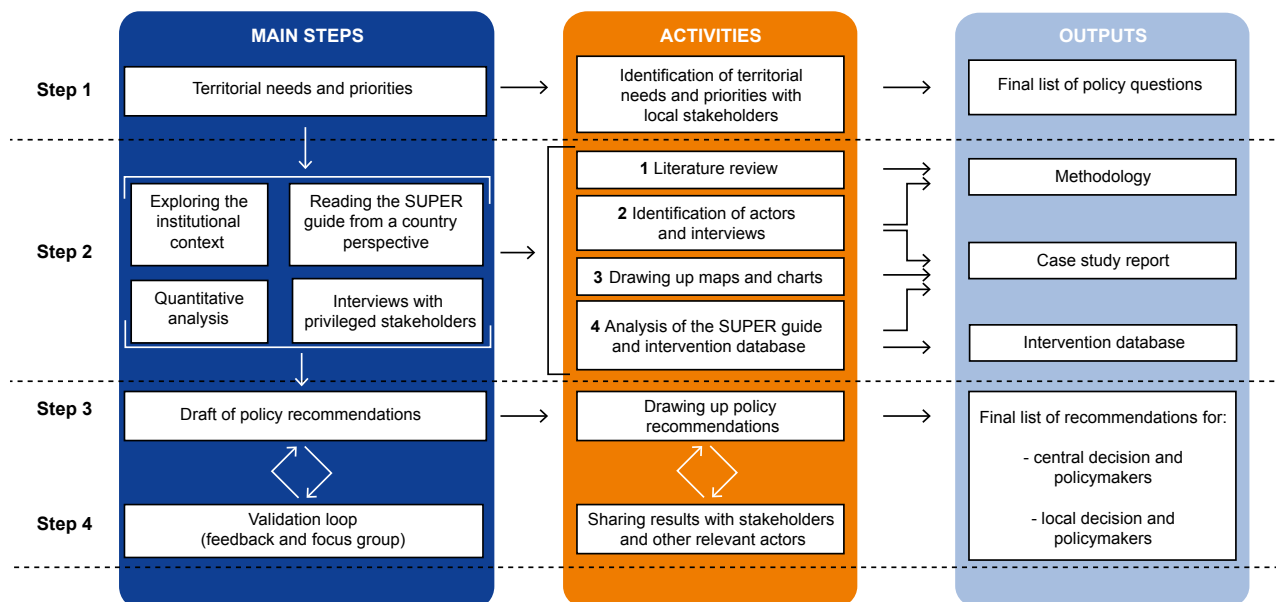 MAIN STEPS
ACTIVITIES
OUTPUTS
Step 1
Territorial needs and priorities
Identification of territorial
needs and priorities with
local stakeholders
Final list of policy questions
Step 2
Exploring the
institutional
context
Reading the SUPER
guide from a country
perspective
Quantitative
analysis
Interviews with
privileged stakeholders
1 Literature review
2 Identification of actors
and interviews
3 Drawing up maps and charts
4 Analysis of the SUPER guide
and intervention database
Methodology
Case study report
Intervention database
Step 3
Draft of policy recommendations
Drawing up policy
recommendations
Final list of recommendations for:
- central decision and
policymakers
- local decision and
policymakers
Step 4
Validation loop
(feedback and focus group)
Sharing results with stakeholders
and other relevant actors